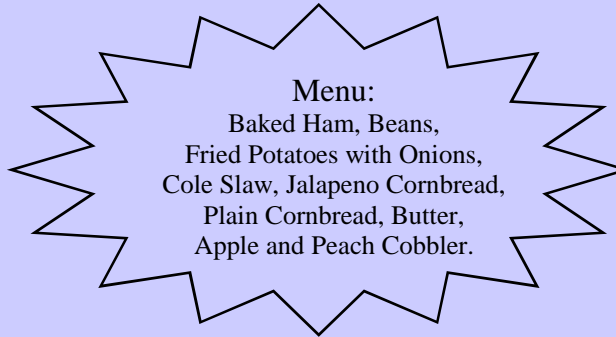 Menu:
Baked Ham, Beans,
Fried Potatoes with Onions,
Cole Slaw, Jalapeno Cornbread,
Plain Cornbread, Butter,
Apple and Peach Cobbler.